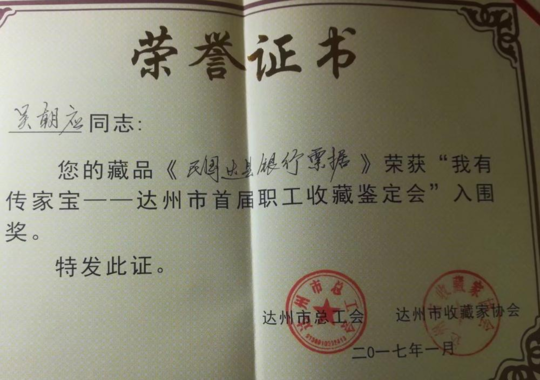 荣誉证书
吴朝应同志:
您的藏品《民国达县银行票据》荣获“我有
传家宝——达州市首届职工收藏鉴定会”入围
奖。
特发此证。
达州市总工会 达州市收藏家协会
二〇一七年一月